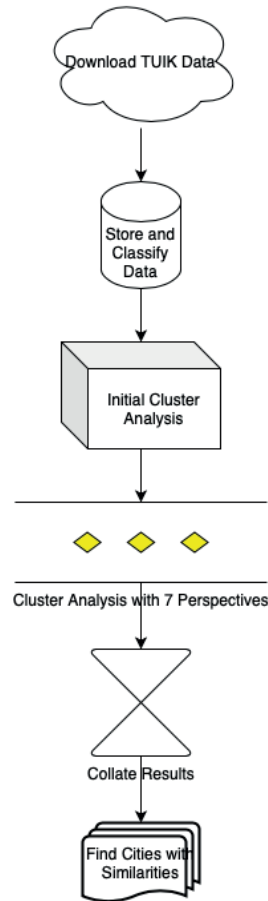 Download TUIK Data
Store and
Classify
Data
Initial Cluster
Analysis
Cluster Analysis with 7 Perspectives
Collate Results
Find Cities with
Similarities